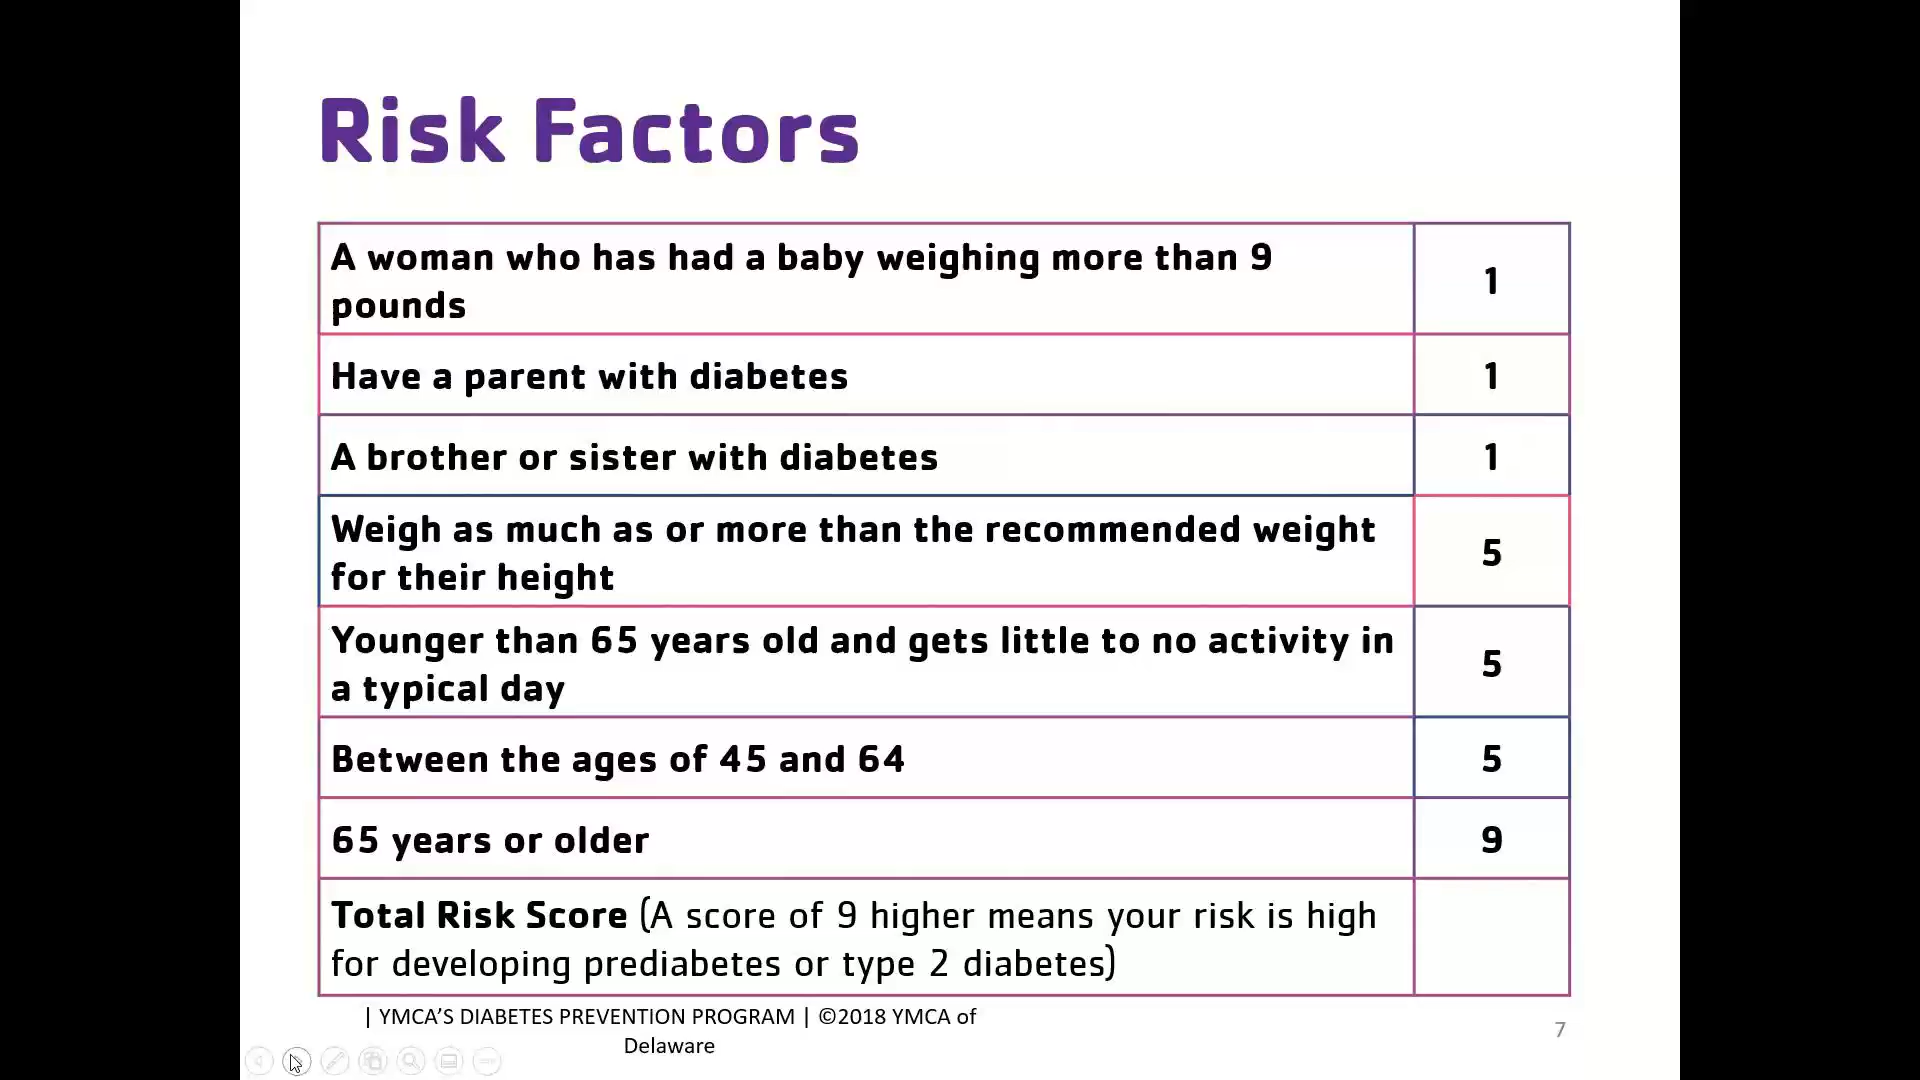 Risk Factors
A woman who has had a baby weighing more than 9
pounds
1
Have a parent with diabetes
1
A brother or sister with diabetes
1
Weigh as much as or more than the recommended weight
for their height
5
Younger than 65 years old and gets little to no activity in
a typical day
5
Between the ages of 45 and 64
5
65 years or older
9
Total Risk Score (A score of 9 higher means your risk is high
for developing prediabetes or type 2 diabetes)
| YMCA’S DIABETES PREVENTION PROGRAM | ©2018 YMCA of
Delaware
7